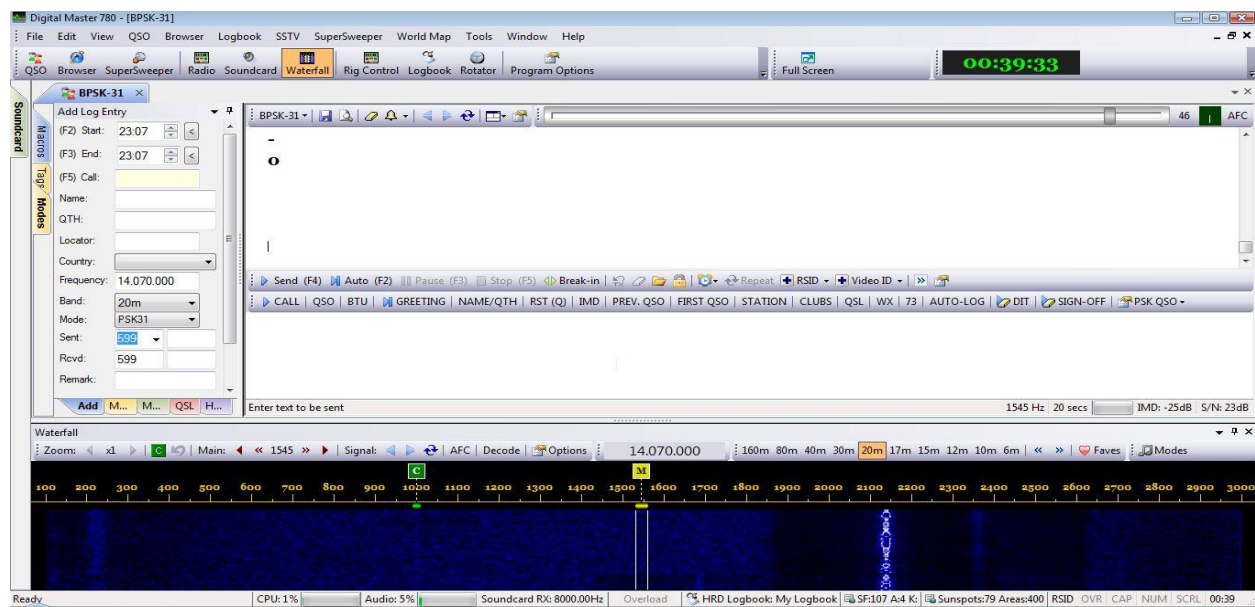 Digital Master 780 - [BPSK-31]
File Edit View QSO Browser Logbook SSTV SuperSweeper World Map Tools Window Help
QSO Browser SuperSweeper Radio Soundcard Waterfall Rig Control Logbook Rotator Program Options Full Screen 00:39:33
BPSK-31
Soundcard
Macros
Tags
Modes
Add Log Entry
(F2) Start: 23:07 <
(F3) End: 23:07 <
(F5) Call:
Name:
QTH:
Locator:
Country:
Frequency: 14.070.000
Band: 20m
Mode: PSK31
Sent: 599
Rcvd: 599
Remark:
Add M... M... QSL H...
BPSK-31 46 AFC
-
o
Send (F4) Auto (F2) Pause (F3) Stop (F5) Break-in Repeat RSID Video ID
CALL QSO BTU GREETING NAME/QTH RST (Q) IMD PREV. QSO FIRST QSO STATION CLUBS QSL WX 73 AUTO-LOG DIT SIGN-OFF PSK QSO
Enter text to be sent 1545 Hz 20 secs IMD: -25dB S/N: 23dB
Waterfall
Zoom: x1 C Main: « 1545 » Signal: AFC Decode Options 14.070.000 160m 80m 40m 30m 20m 17m 15m 12m 10m 6m « » Faves Modes
C M
100 200 300 400 500 600 700 800 900 1000 1100 1200 1300 1400 1500 1600 1700 1800 1900 2000 2100 2200 2300 2400 2500 2600 2700 2800 2900 3000
Ready CPU: 1% Audio: 5% Soundcard RX: 8000.00Hz Overload HRD Logbook: My Logbook SF:107 A:4 K: Sunspots:79 Areas:400 RSID OVR CAP NUM SCRL 00:39